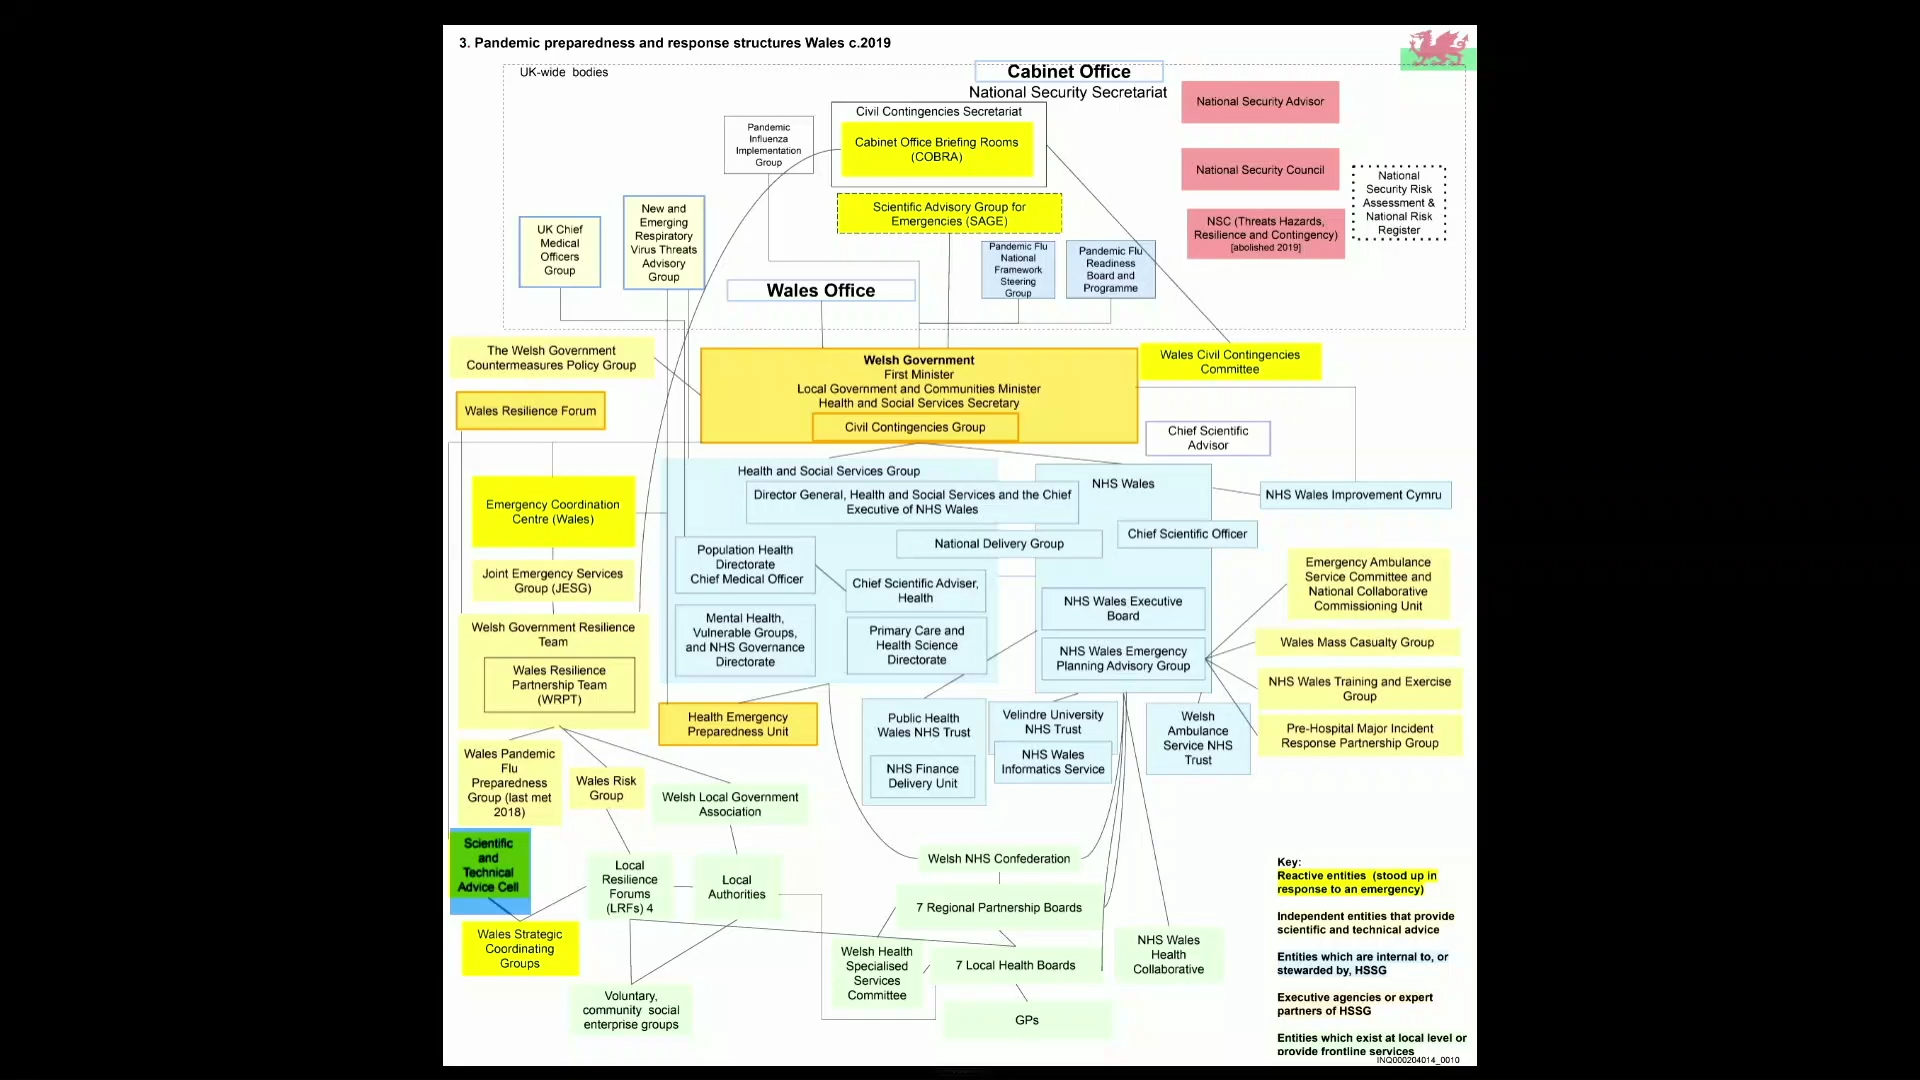 3. Pandemic preparedness and response structures Wales c.2019
UK-wide bodies
Cabinet Office
National Security Secretariat
Civil Contingencies Secretariat
Cabinet Office Briefing Rooms
(COBRA)
Pandemic
Influenza
Implementation
Group
National Security Advisor
National Security Council
NSC (Threats Hazards,
Resilience and Contingency)
[abolished 2019]
National
Security Risk
Assessment &
National Risk
Register
Scientific Advisory Group for
Emergencies (SAGE)
UK Chief
Medical
Officers
Group
New and
Emerging
Respiratory
Virus Threats
Advisory
Group
Pandemic Flu
National
Framework
Steering
Group
Pandemic Flu
Readiness
Board and
Programme
Wales Office
The Welsh Government
Countermeasures Policy Group
Welsh Government
First Minister
Local Government and Communities Minister
Health and Social Services Secretary
Civil Contingencies Group
Wales Civil Contingencies
Committee
Wales Resilience Forum
Chief Scientific
Advisor
Health and Social Services Group
Director General, Health and Social Services and the Chief
Executive of NHS Wales
NHS Wales
NHS Wales Improvement Cymru
Emergency Coordination
Centre (Wales)
National Delivery Group
Chief Scientific Officer
Population Health
Directorate
Chief Medical Officer
Chief Scientific Adviser,
Health
Joint Emergency Services
Group (JESG)
Emergency Ambulance
Service Committee and
National Collaborative
Commissioning Unit
NHS Wales Executive
Board
Mental Health,
Vulnerable Groups,
and NHS Governance
Directorate
Primary Care and
Health Science
Directorate
NHS Wales Emergency
Planning Advisory Group
Welsh Government Resilience
Team
Wales Resilience
Partnership Team
(WRPT)
Wales Mass Casualty Group
NHS Wales Training and Exercise
Group
Pre-Hospital Major Incident
Response Partnership Group
Health Emergency
Preparedness Unit
Public Health
Wales NHS Trust
NHS Finance
Delivery Unit
Velindre University
NHS Trust
NHS Wales
Informatics Service
Welsh
Ambulance
Service NHS
Trust
Wales Pandemic
Flu
Preparedness
Group (last met
2018)
Wales Risk
Group
Welsh Local Government
Association
Scientific
and
Technical
Advice Cell
Local
Resilience
Forums
(LRFs) 4
Local
Authorities
Welsh NHS Confederation
7 Regional Partnership Boards
Wales Strategic
Coordinating
Groups
Welsh Health
Specialised
Services
Committee
7 Local Health Boards
NHS Wales
Health
Collaborative
Voluntary,
community social
enterprise groups
GPs
Key:
Reactive entities (stood up in
response to an emergency)
Independent entities that provide
scientific and technical advice
Entities which are internal to, or
stewarded by, HSSG
Executive agencies or expert
partners of HSSG
Entities which exist at local level or
provide frontline services
INQ000204014_0010